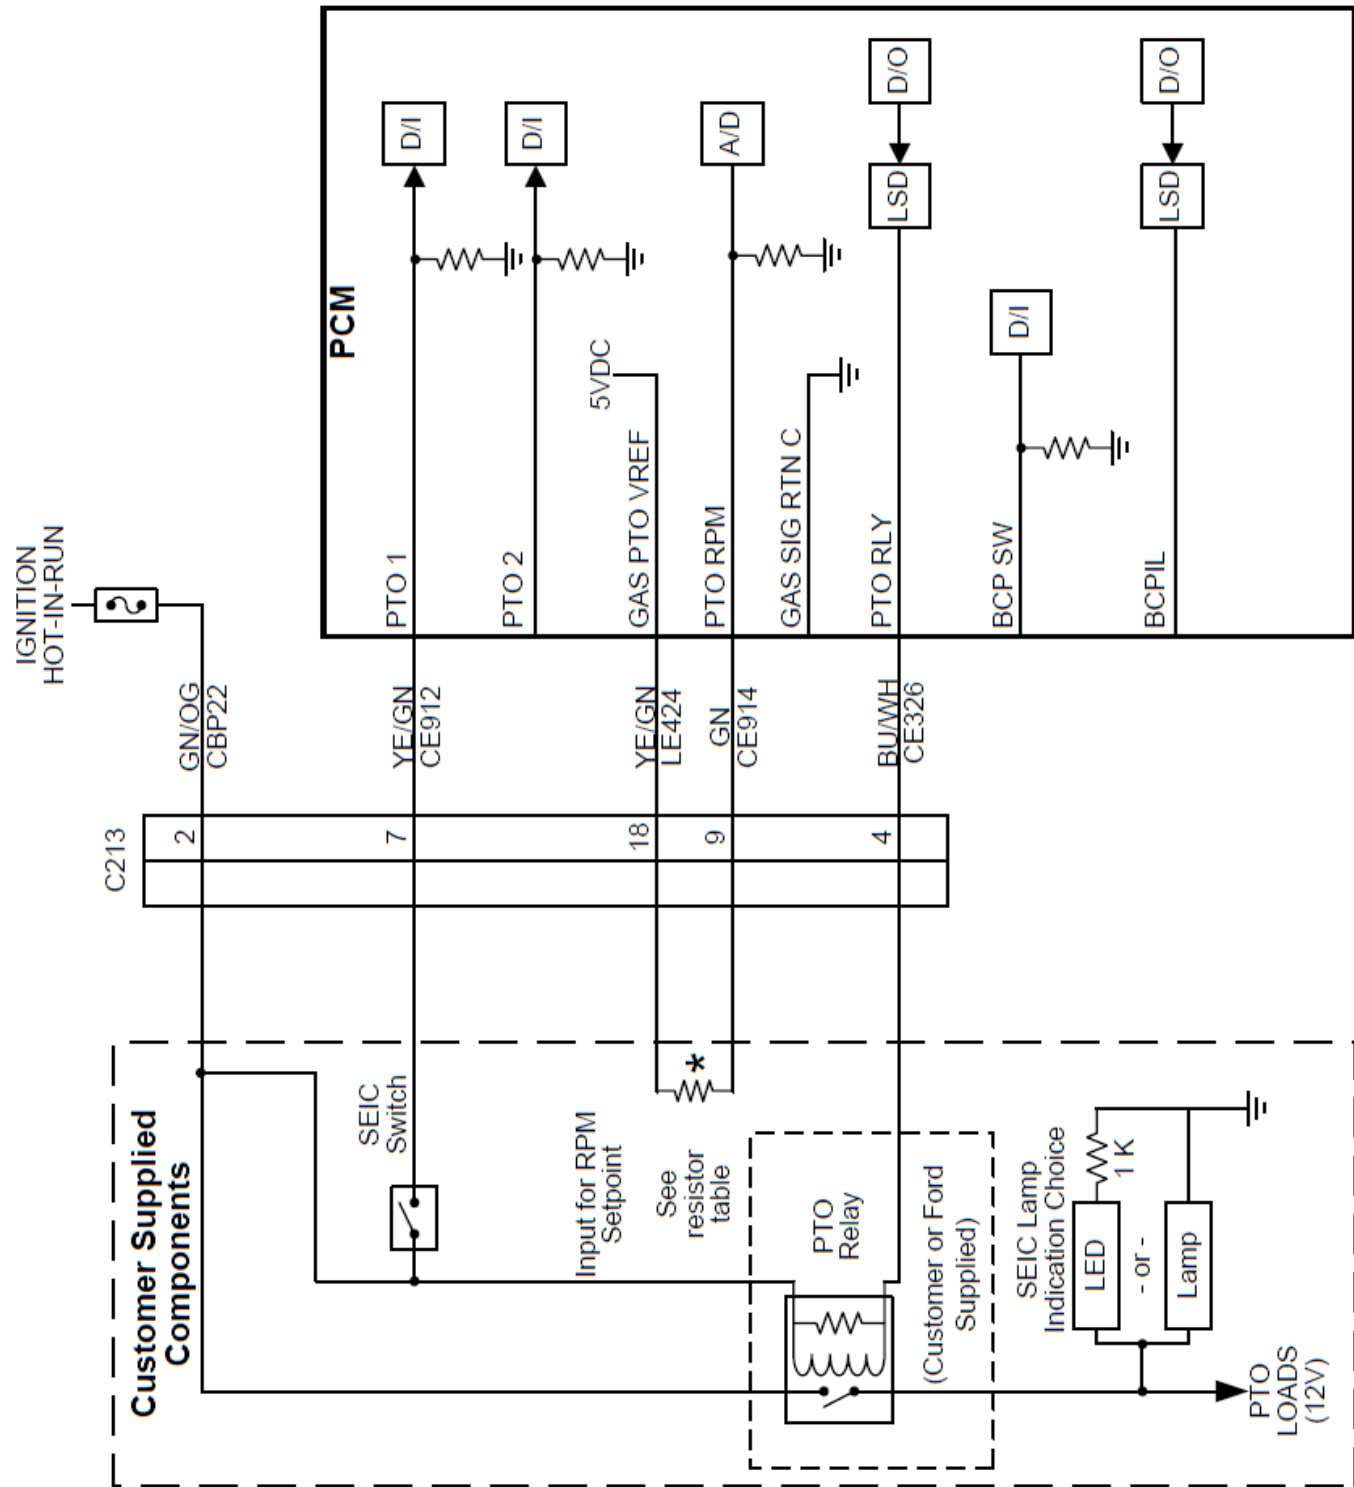 IGNITION
HOT-IN-RUN
GN/OG
CBP22
C213
2
Customer Supplied
Components
PCM
PTO 1
D/I
YE/GN
CE912
7
SEIC
Switch
PTO 2
D/I
5VDC
GAS PTO VREF
YE/GN
LE424
18
Input for RPM
Setpoint
*
See
resistor
table
PTO RPM
A/D
GN
CE914
9
GAS SIG RTN C
PTO RLY
LSD
D/O
BU/WH
CE326
4
PTO
Relay
(Customer or Ford
Supplied)
BCP SW
D/I
BCPIL
LSD
D/O
SEIC Lamp
Indication Choice
LED
1 K
- or -
Lamp
PTO
LOADS
(12V)